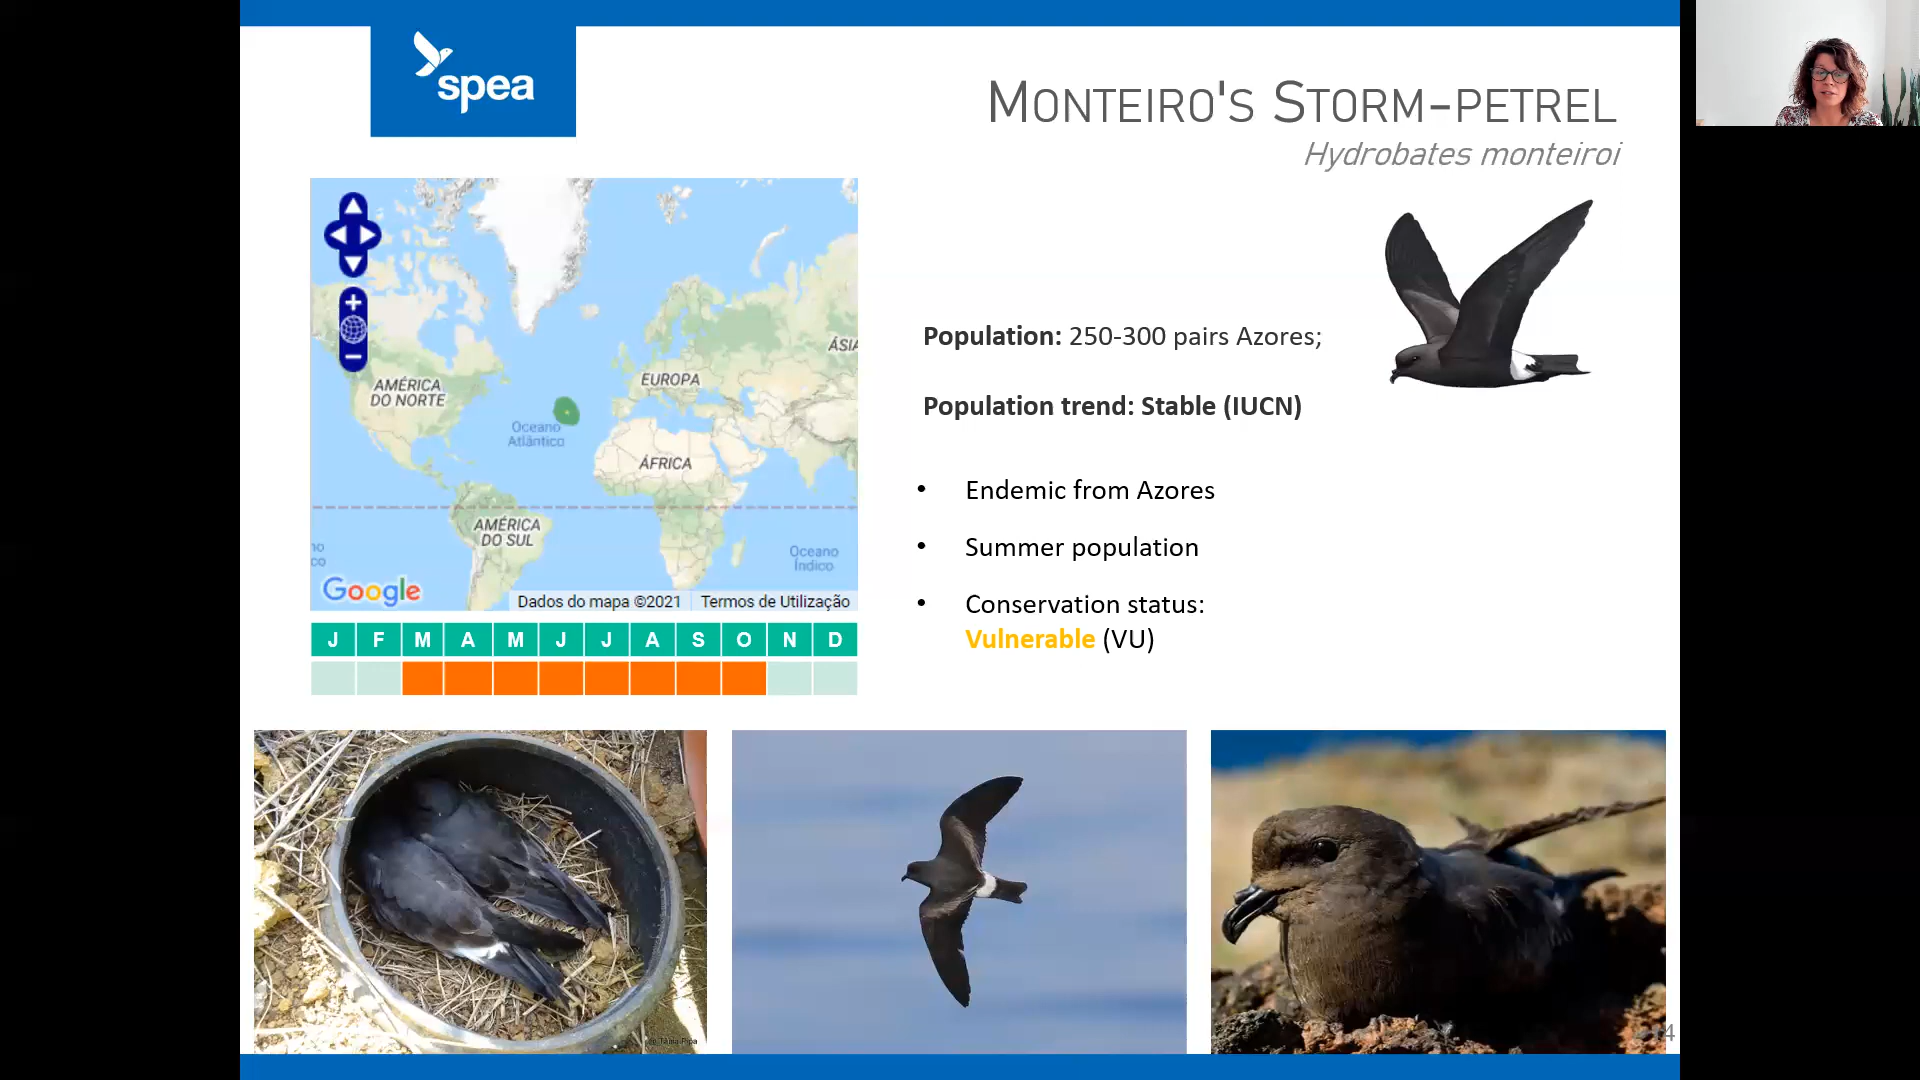 spea
MONTEIRO'S STORM-PETREL
Hydrobates monteiroi
AMÉRICA
DO NORTE
EUROPA
ÁSIA
Oceano
Atlântico
ÁFRICA
AMÉRICA
DO SUL
Oceano
Índico
Google
Dados do mapa ©2021
Termos de Utilização
J F M A M J J A S O N D
Population: 250-300 pairs Azores;
Population trend: Stable (IUCN)
• Endemic from Azores
• Summer population
• Conservation status:
Vulnerable (VU)
Tânia Pipa